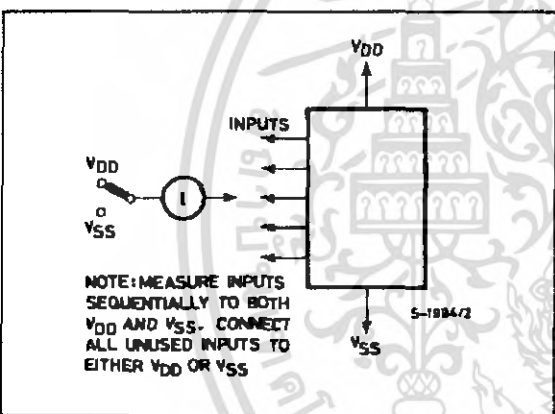 VDD
INPUTS
VDD
I
VSS
NOTE: MEASURE INPUTS
SEQUENTIALLY TO BOTH
VDD AND VSS. CONNECT
ALL UNUSED INPUTS TO
EITHER VDD OR VSS
S-1994/2
VSS